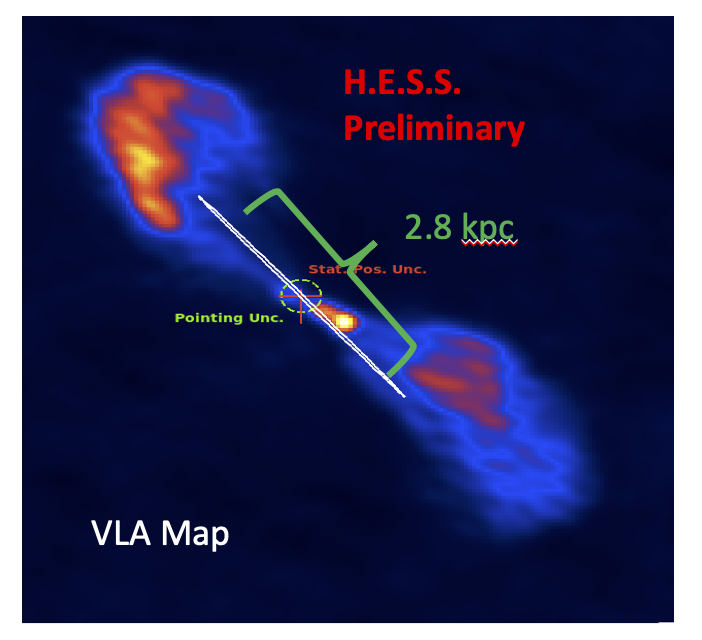 H.E.S.S.
Preliminary
2.8 kpc
Stat. Pos. Unc.
Pointing Unc.
VLA Map